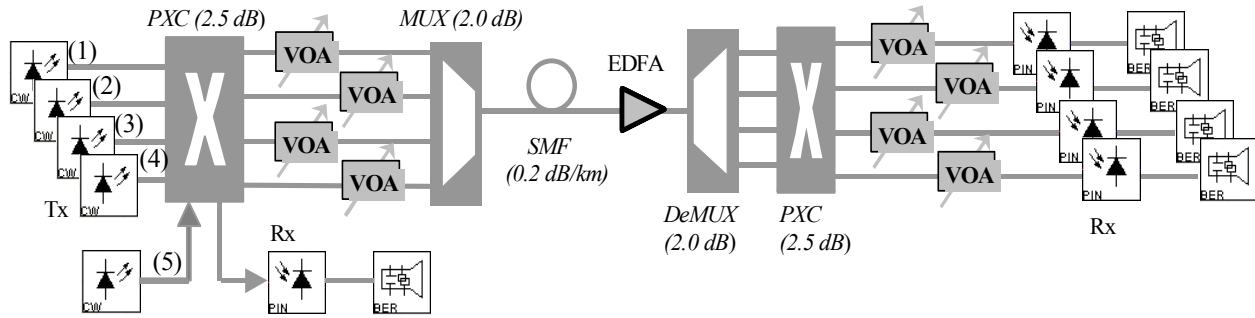 PXC (2.5 dB)
MUX (2.0 dB)
(1)
CW
(2)
CW
(3)
CW
(4)
CW
Tx
(5)
CW
VOA
VOA
VOA
VOA
Rx
PIN
BER
SMF
(0.2 dB/km)
EDFA
DeMUX
(2.0 dB)
PXC
(2.5 dB)
VOA
VOA
VOA
VOA
PIN
PIN
PIN
PIN
Rx
BER
BER
BER
BER